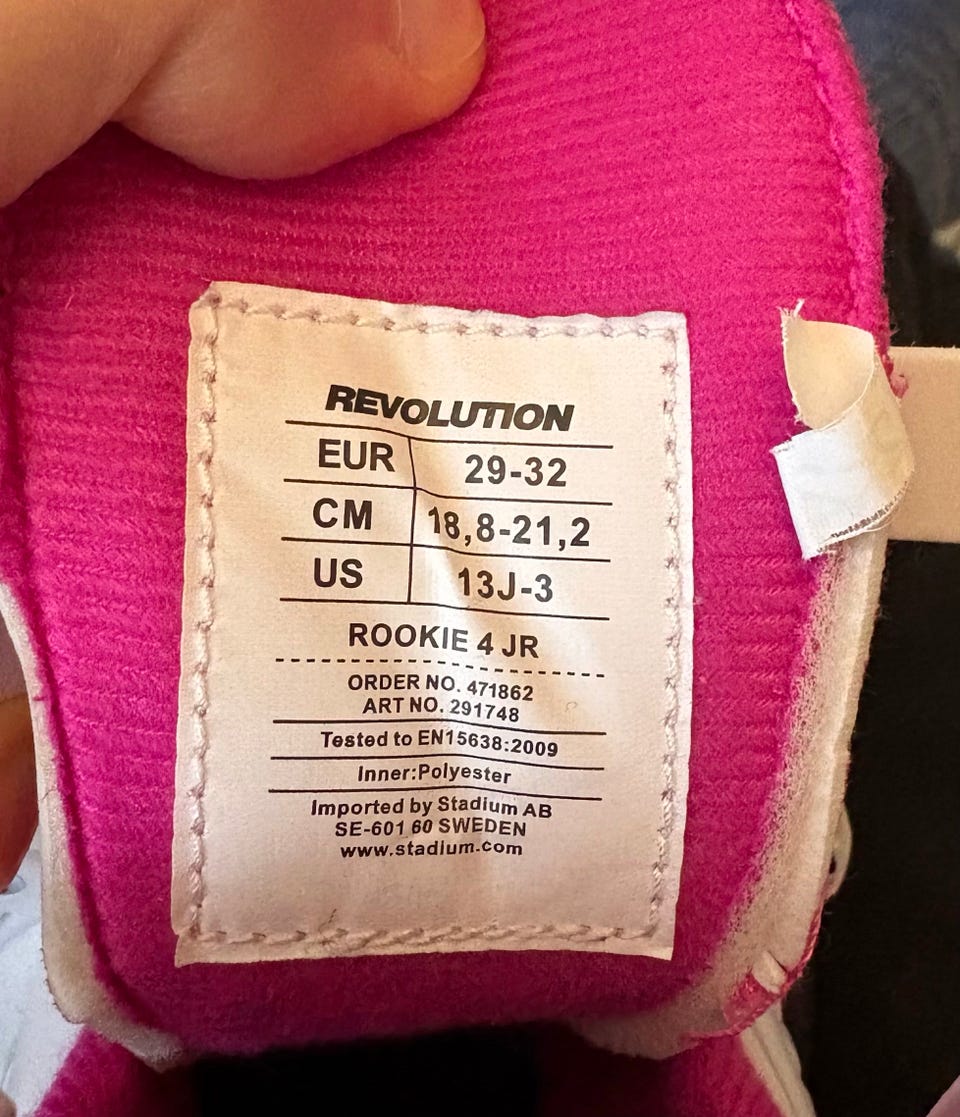 REVOLUTION
EUR 29-32
CM 18,8-21,2
US 13J-3
ROOKIE 4 JR
ORDER NO. 471862
ART NO. 291748
Tested to EN15638:2009
Inner:Polyester
Imported by Stadium AB
SE-601 60 SWEDEN
www.stadium.com